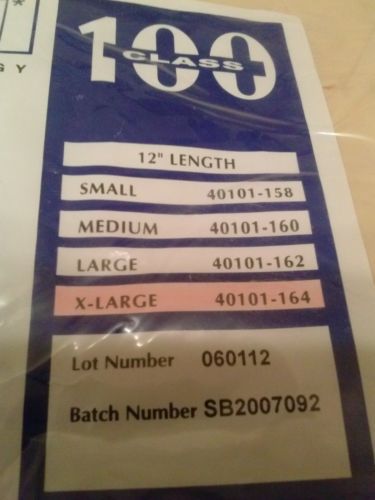 *
G Y
100
CLASS
12" LENGTH
SMALL 40101-158
MEDIUM 40101-160
LARGE 40101-162
X-LARGE 40101-164
Lot Number 060112
Batch Number SB2007092